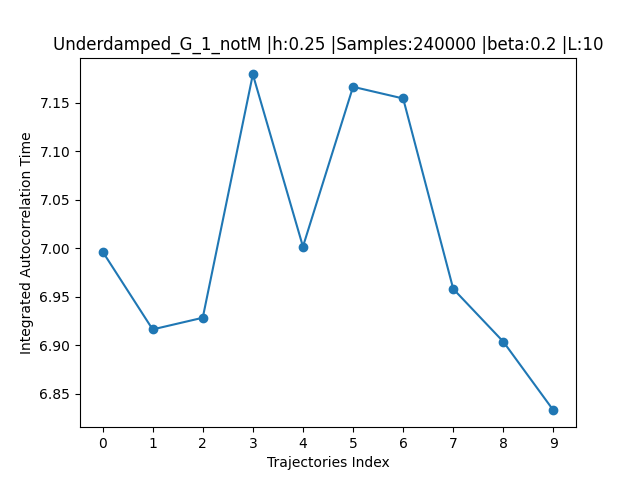 Underdamped_G_1_notM |h:0.25 |Samples:240000 |beta:0.2 |L:10
Integrated Autocorrelation Time
7.15
7.10
7.05
7.00
6.95
6.90
6.85
0 1 2 3 4 5 6 7 8 9
Trajectories Index